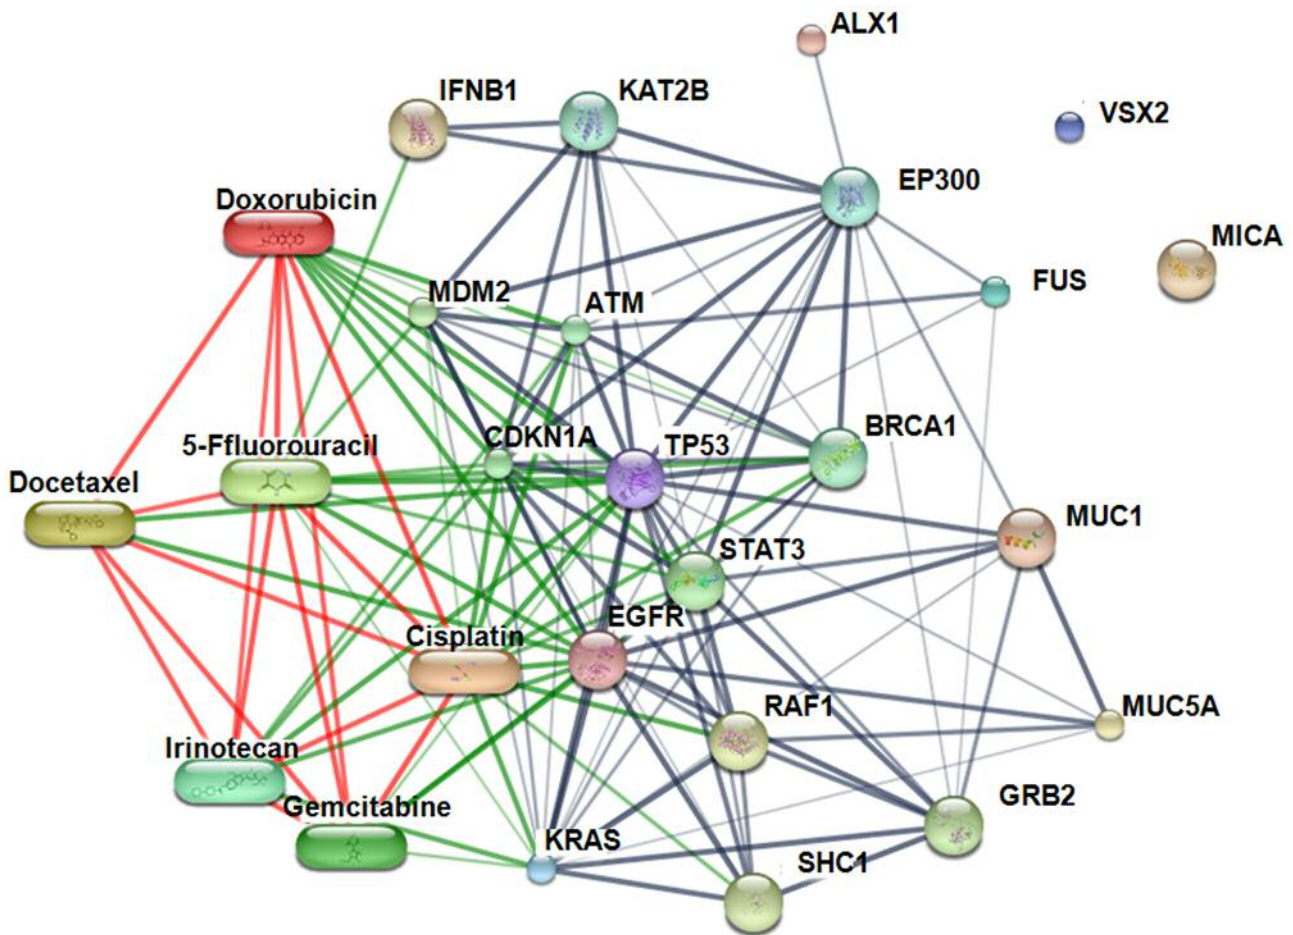 ALX1
IFNB1
KAT2B
VSX2
EP300
Doxorubicin
MICA
FUS
MDM2
ATM
5-Ffluorouracil
CDKN1A
TP53
BRCA1
Docetaxel
MUC1
STAT3
EGFR
Cisplatin
RAF1
MUC5A
Irinotecan
Gemcitabine
GRB2
KRAS
SHC1